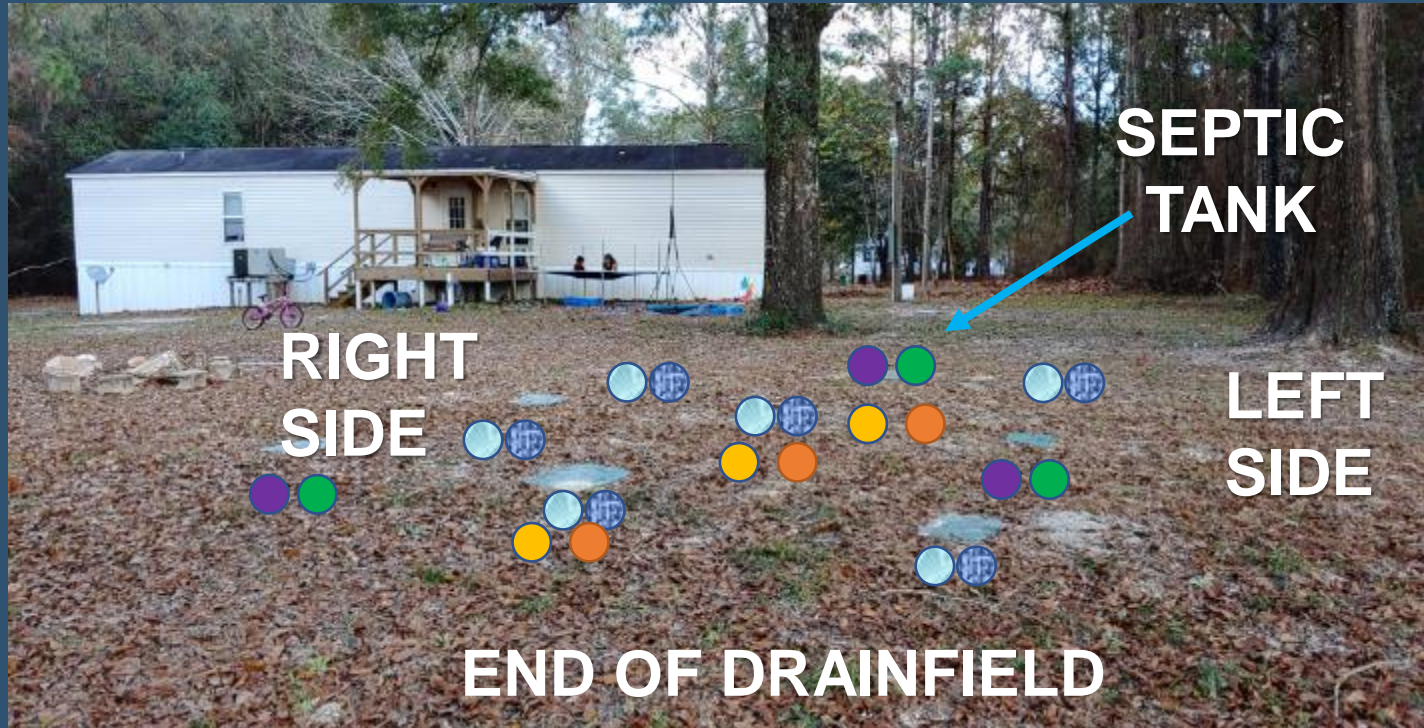 SEPTIC
TANK
RIGHT
SIDE
LEFT
SIDE
END OF DRAINFIELD